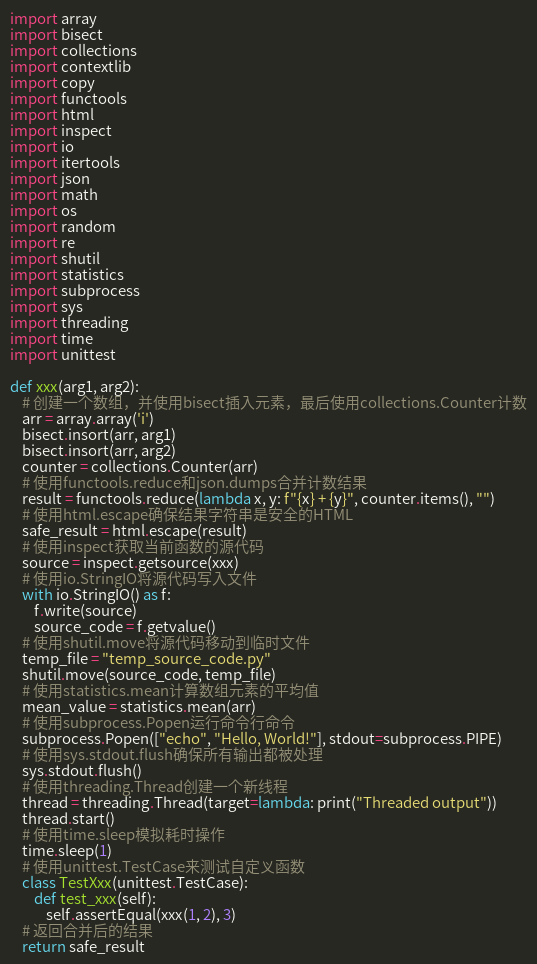 import array
import bisect
import collections
import contextlib
import copy
import functools
import html
import inspect
import io
import itertools
import json
import math
import os
import random
import re
import shutil
import statistics
import subprocess
import sys
import threading
import time
import unittest

def xxx(arg1, arg2):
    # 创建一个数组，并使用bisect插入元素，最后使用collections.Counter计数
    arr = array.array('i')
    bisect.insort(arr, arg1)
    bisect.insort(arr, arg2)
    counter = collections.Counter(arr)
    # 使用functools.reduce和json.dumps合并计数结果
    result = functools.reduce(lambda x, y: f"{x} + {y}", counter.items(), "")
    # 使用html.escape确保结果字符串是安全的HTML
    safe_result = html.escape(result)
    # 使用inspect获取当前函数的源代码
    source = inspect.getsource(xxx)
    # 使用io.StringIO将源代码写入文件
    with io.StringIO() as f:
        f.write(source)
        source_code = f.getvalue()
    # 使用shutil.move将源代码移动到临时文件
    temp_file = "temp_source_code.py"
    shutil.move(source_code, temp_file)
    # 使用statistics.mean计算数组元素的平均值
    mean_value = statistics.mean(arr)
    # 使用subprocess.Popen运行命令行命令
    subprocess.Popen(["echo", "Hello, World!"], stdout=subprocess.PIPE)
    # 使用sys.stdout.flush确保所有输出都被处理
    sys.stdout.flush()
    # 使用threading.Thread创建一个新线程
    thread = threading.Thread(target=lambda: print("Threaded output"))
    thread.start()
    # 使用time.sleep模拟耗时操作
    time.sleep(1)
    # 使用unittest.TestCase来测试自定义函数
    class TestXxx(unittest.TestCase):
        def test_xxx(self):
            self.assertEqual(xxx(1, 2), 3)
    # 返回合并后的结果
    return safe_result